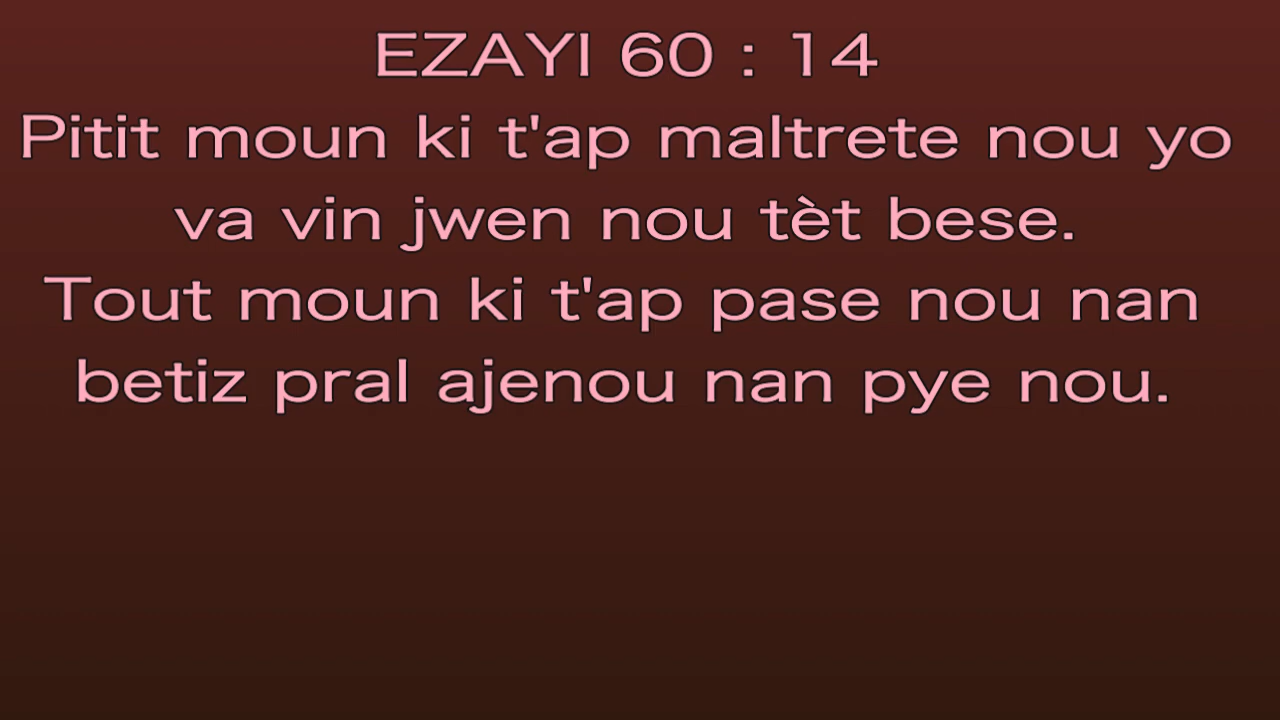 EZAYI 60 : 14
Pitit moun ki t'ap maltrete nou yo
va vin jwen nou tèt bese.
Tout moun ki t'ap pase nou nan
betiz pral ajenou nan pye nou.